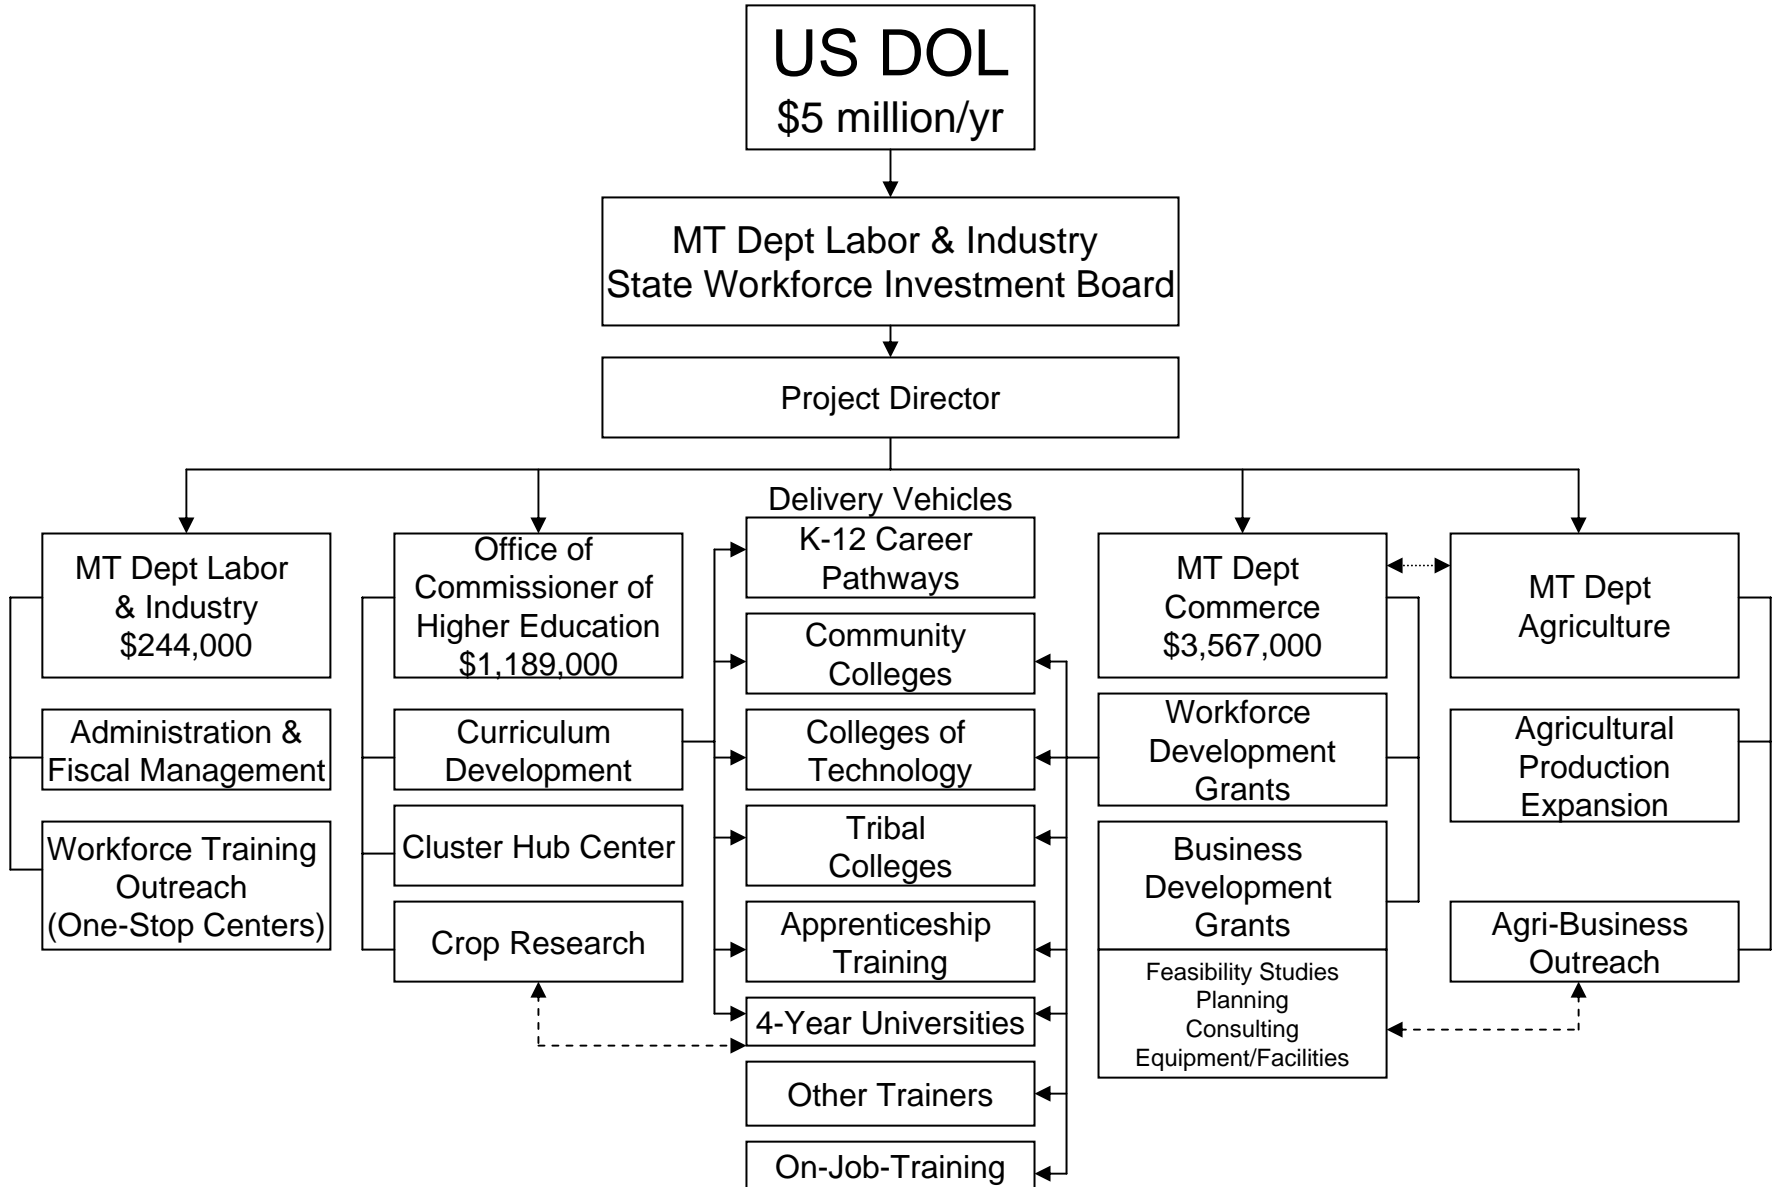 US DOL
$5 million/yr
MT Dept Labor & Industry
State Workforce Investment Board
Project Director
MT Dept Labor
& Industry
$244,000
Administration &
Fiscal Management
Workforce Training
Outreach
(One-Stop Centers)
Office of
Commissioner of
Higher Education
$1,189,000
Curriculum
Development
Cluster Hub Center
Crop Research
Delivery Vehicles
K-12 Career
Pathways
Community
Colleges
Colleges of
Technology
Tribal
Colleges
Apprenticeship
Training
4-Year Universities
Other Trainers
On-Job-Training
MT Dept
Commerce
$3,567,000
Workforce
Development
Grants
Business
Development
Grants
Feasibility Studies
Planning
Consulting
Equipment/Facilities
MT Dept
Agriculture
Agricultural
Production
Expansion
Agri-Business
Outreach